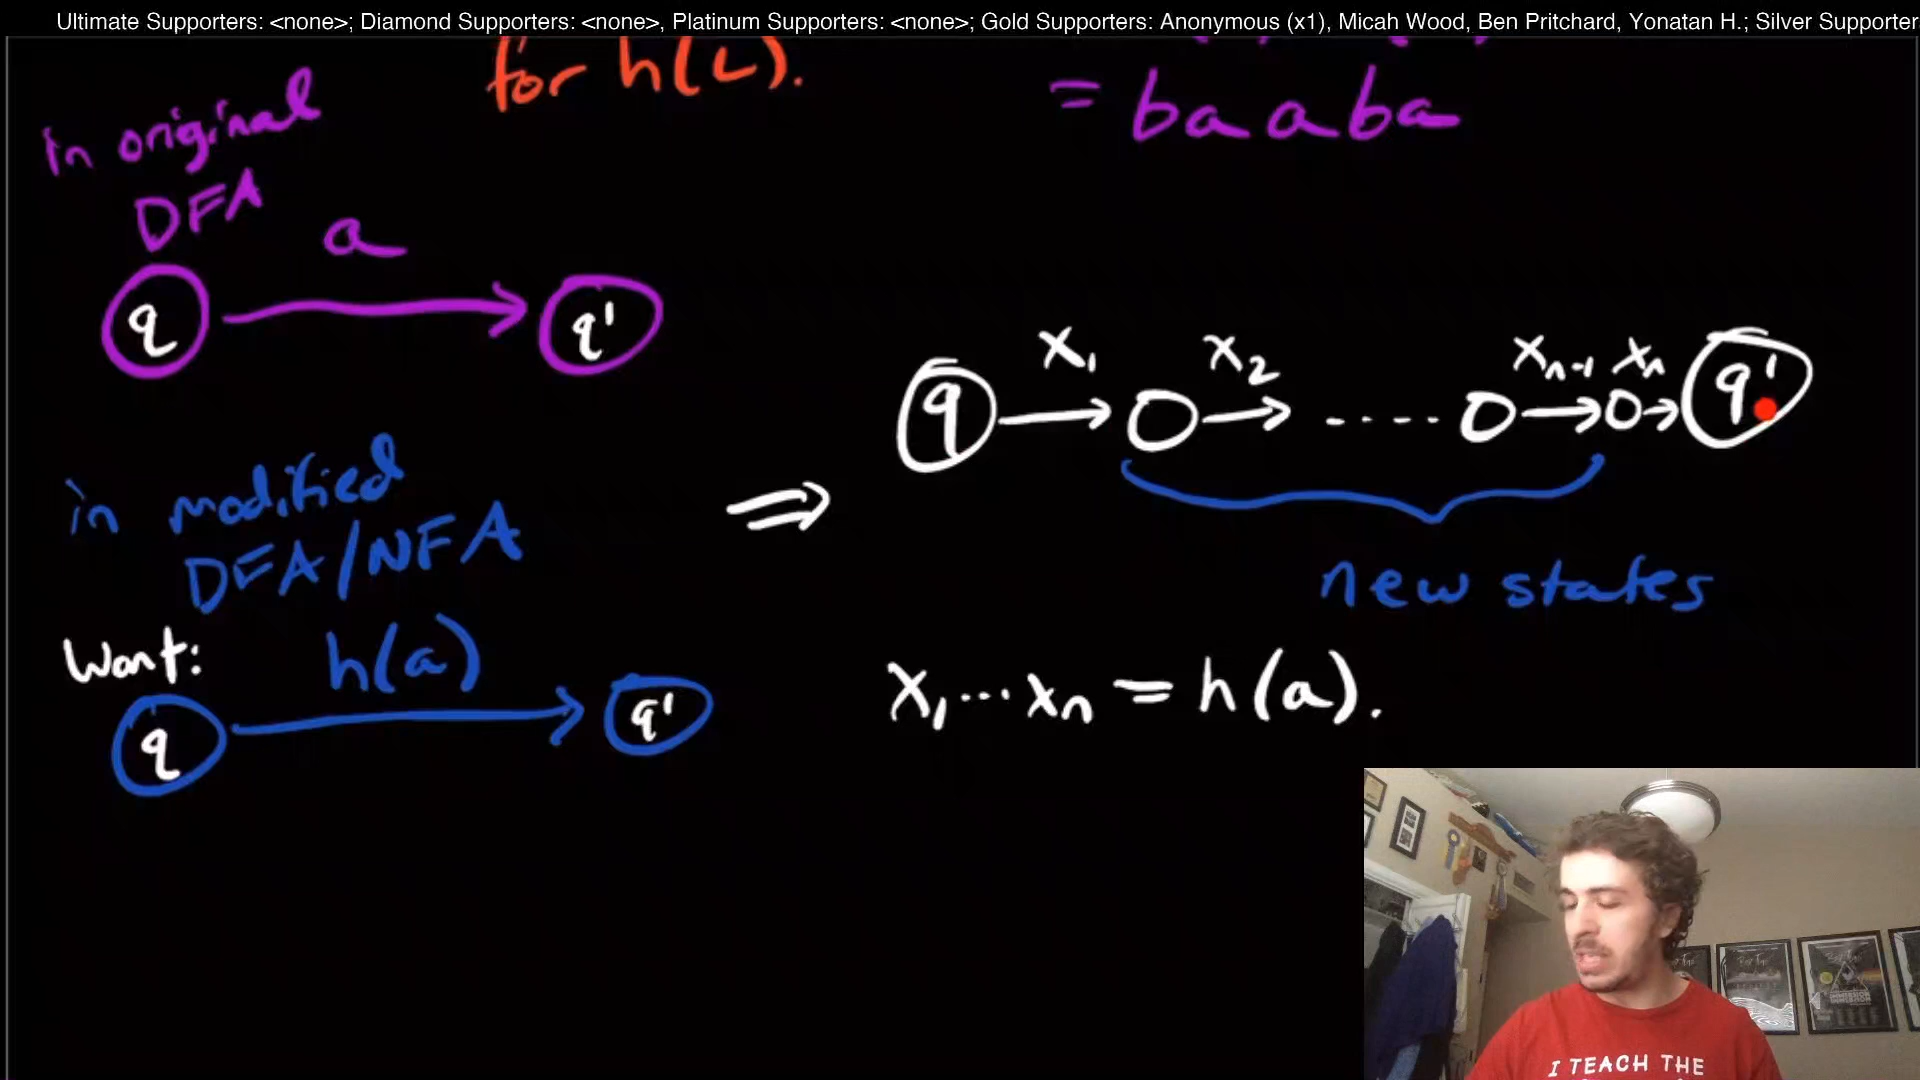 Ultimate Supporters: <none>; Diamond Supporters: <none>, Platinum Supporters: <none>; Gold Supporters: Anonymous (x1), Micah Wood, Ben Pritchard, Yonatan H.; Silver Supporter
for h(L).
= baaba
in original
DFA
a
q
q'
x₁ x₂ xₙ₋₁ xₙ
q .... q'
in modified
DFA/NFA
⇒
new states
Want: h(a)
q
q'
x₁...xₙ = h(a).
I TEACH THE